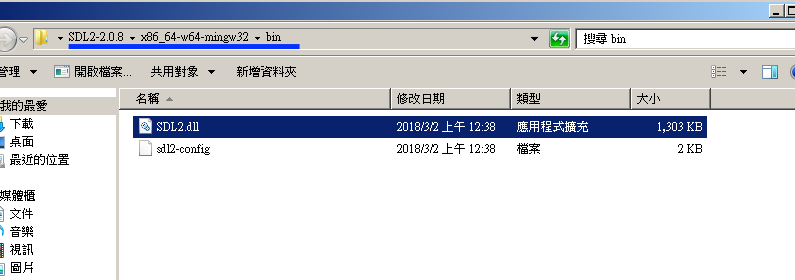 SDL2-2.0.8 x86_64-w64-mingw32 bin
搜尋 bin
管理 開啟檔案... 共用對象 新增資料夾
我的最愛
下載
桌面
最近的位置
媒體櫃
文件
音樂
視訊
圖片
名稱 修改日期 類型 大小
SDL2.dll 2018/3/2 上午 12:38 應用程式擴充 1,303 KB
sdl2-config 2018/3/2 上午 12:38 檔案 2 KB